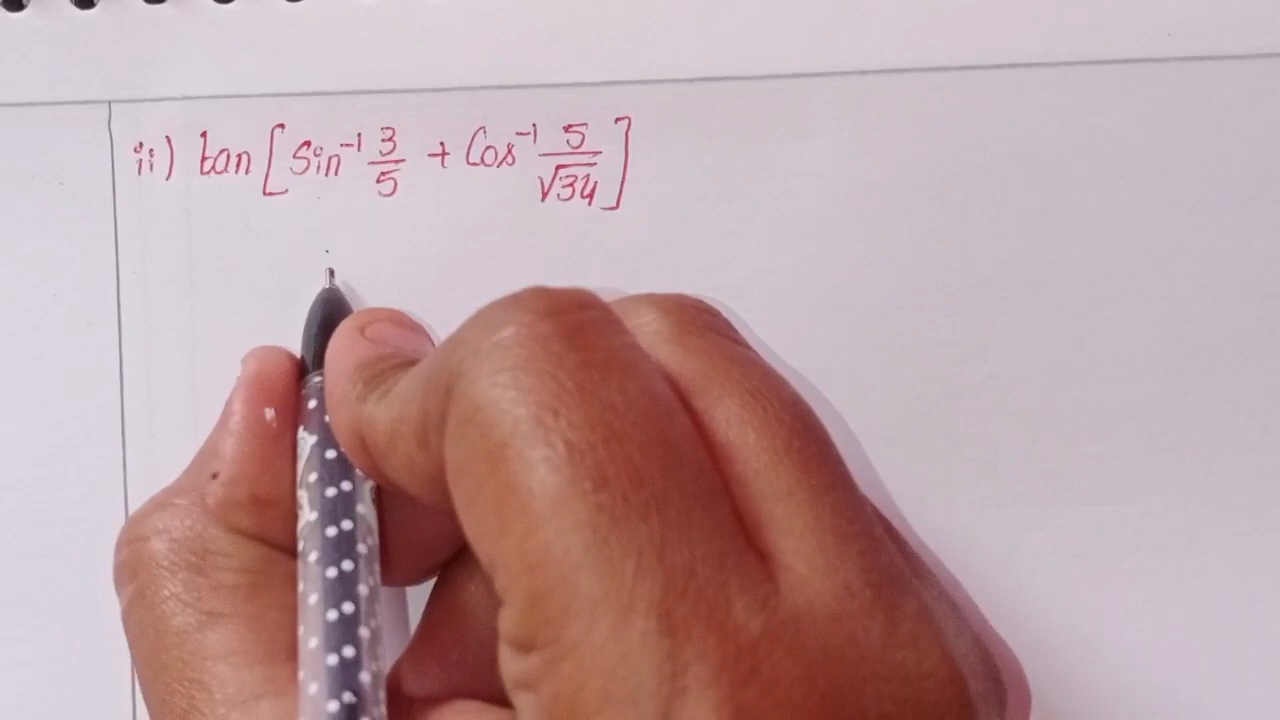 ii) tan [ Sin⁻¹ 3/5 + Cos⁻¹ 5/√34 ]